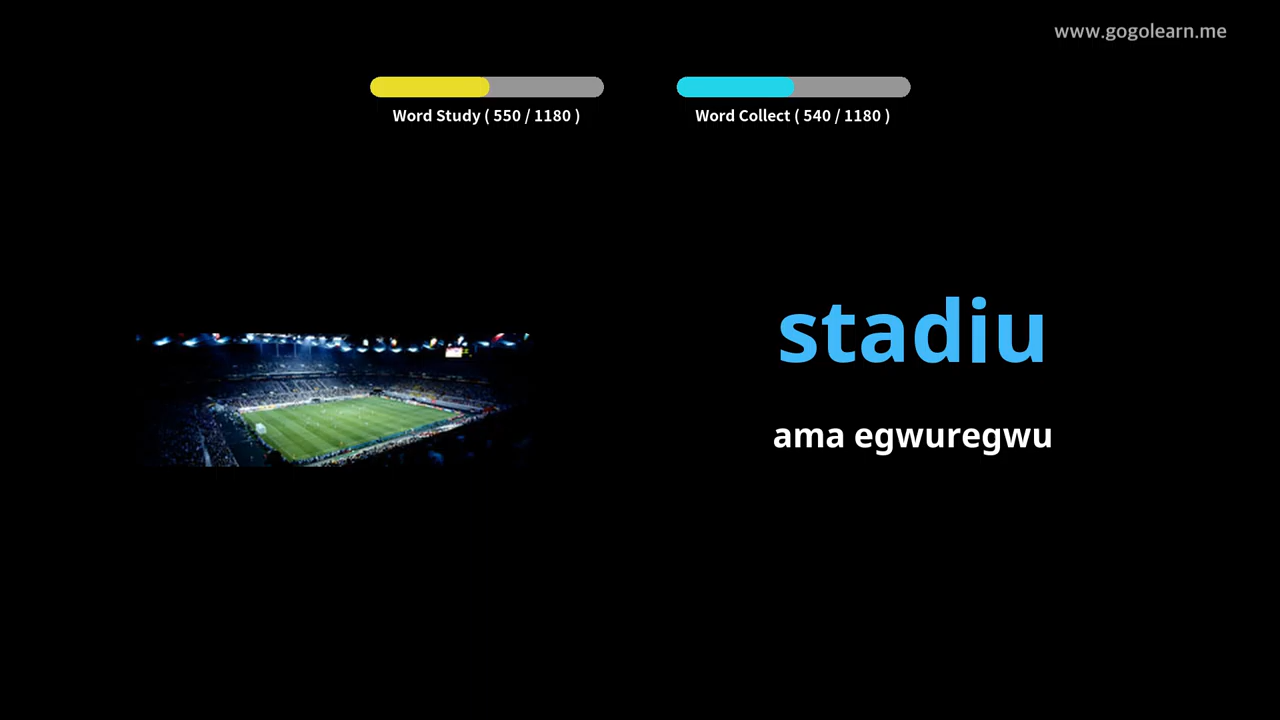 www.gogolearn.me
Word Study ( 550 / 1180 )
Word Collect ( 540 / 1180 )
stadiu
ama egwuregwu